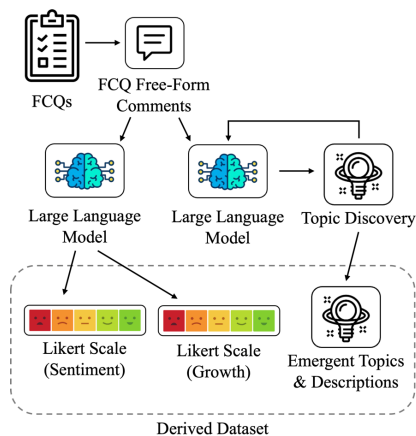 FCQs
FCQ Free-Form
Comments
Large Language
Model
Large Language
Model
Topic Discovery
Likert Scale
(Sentiment)
Likert Scale
(Growth)
Emergent Topics
& Descriptions
Derived Dataset